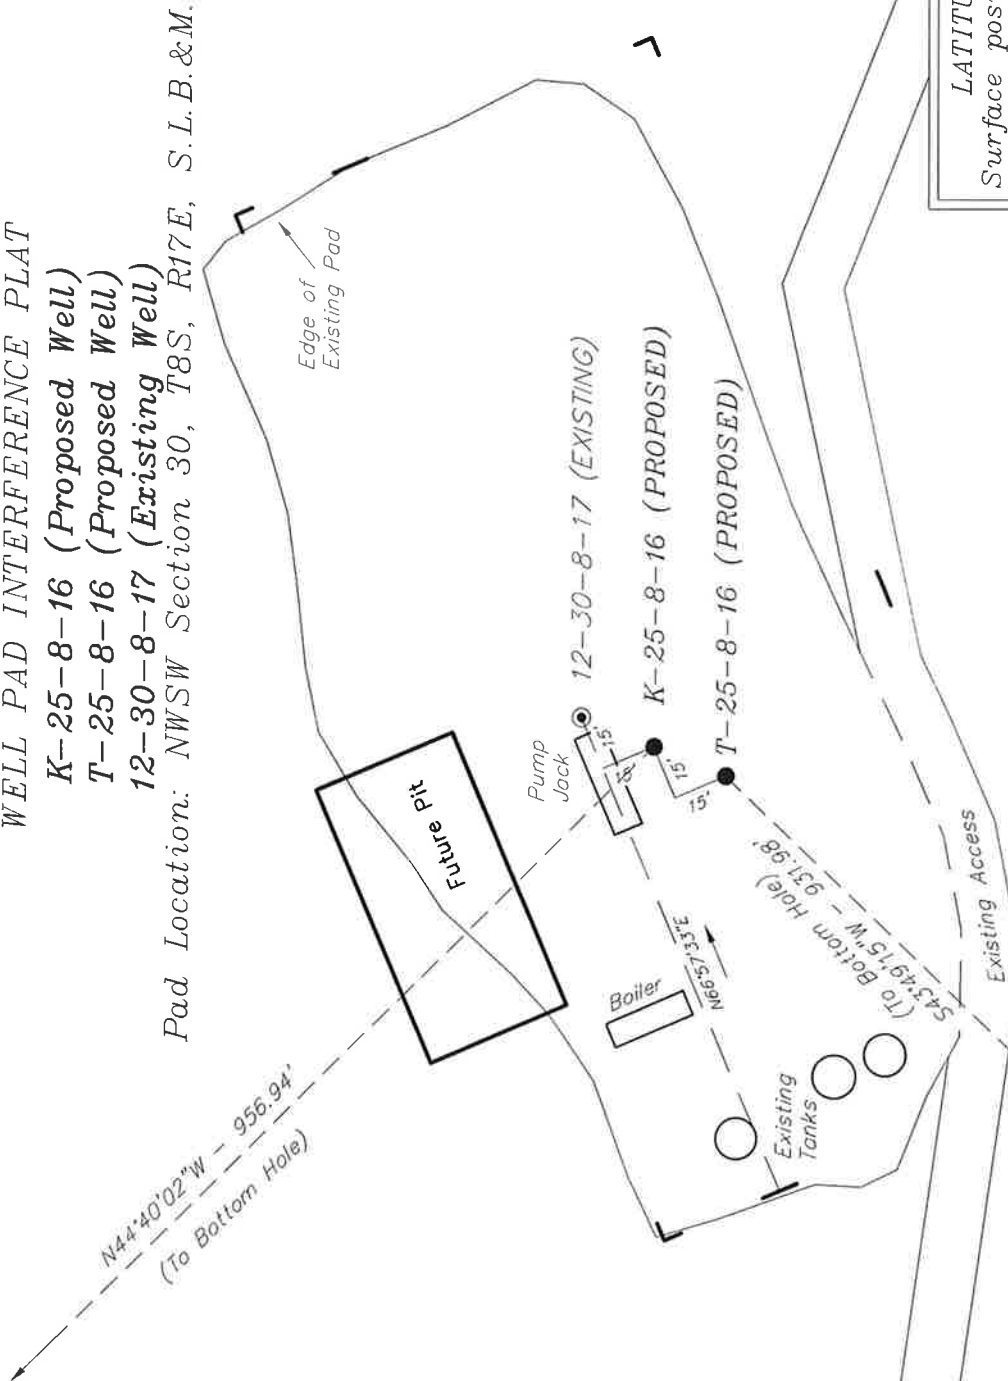 WELL PAD INTERFERENCE PLAT
K-25-8-16 (Proposed Well)
T-25-8-16 (Proposed Well)
12-30-8-17 (Existing Well)
Pad Location: NWSW Section 30, T8S, R17E, S.L.B.&M.
Edge of
Existing Pad
N44°40'02"W - 956.94'
(To Bottom Hole)
Future Pit
Pump
Jock
12-30-8-17 (EXISTING)
15'
15'
K-25-8-16 (PROPOSED)
15'
15'
T-25-8-16 (PROPOSED)
Boiler
N66°57'33"E
(To Bottom Hole)
S43°49'15"W - 931.98'
Existing
Tanks
Existing Access
LATITU
Surface pos